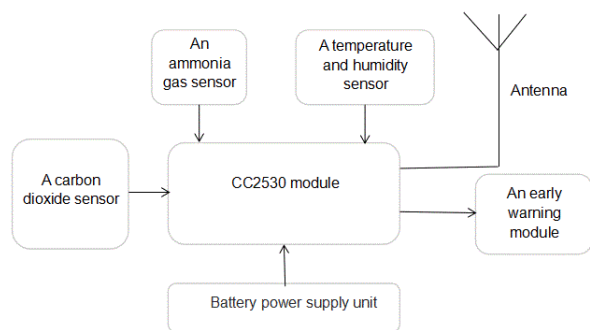 An
ammonia
gas sensor
A temperature
and humidity
sensor
Antenna
A carbon
dioxide sensor
CC2530 module
An early
warning
module
Battery power supply unit